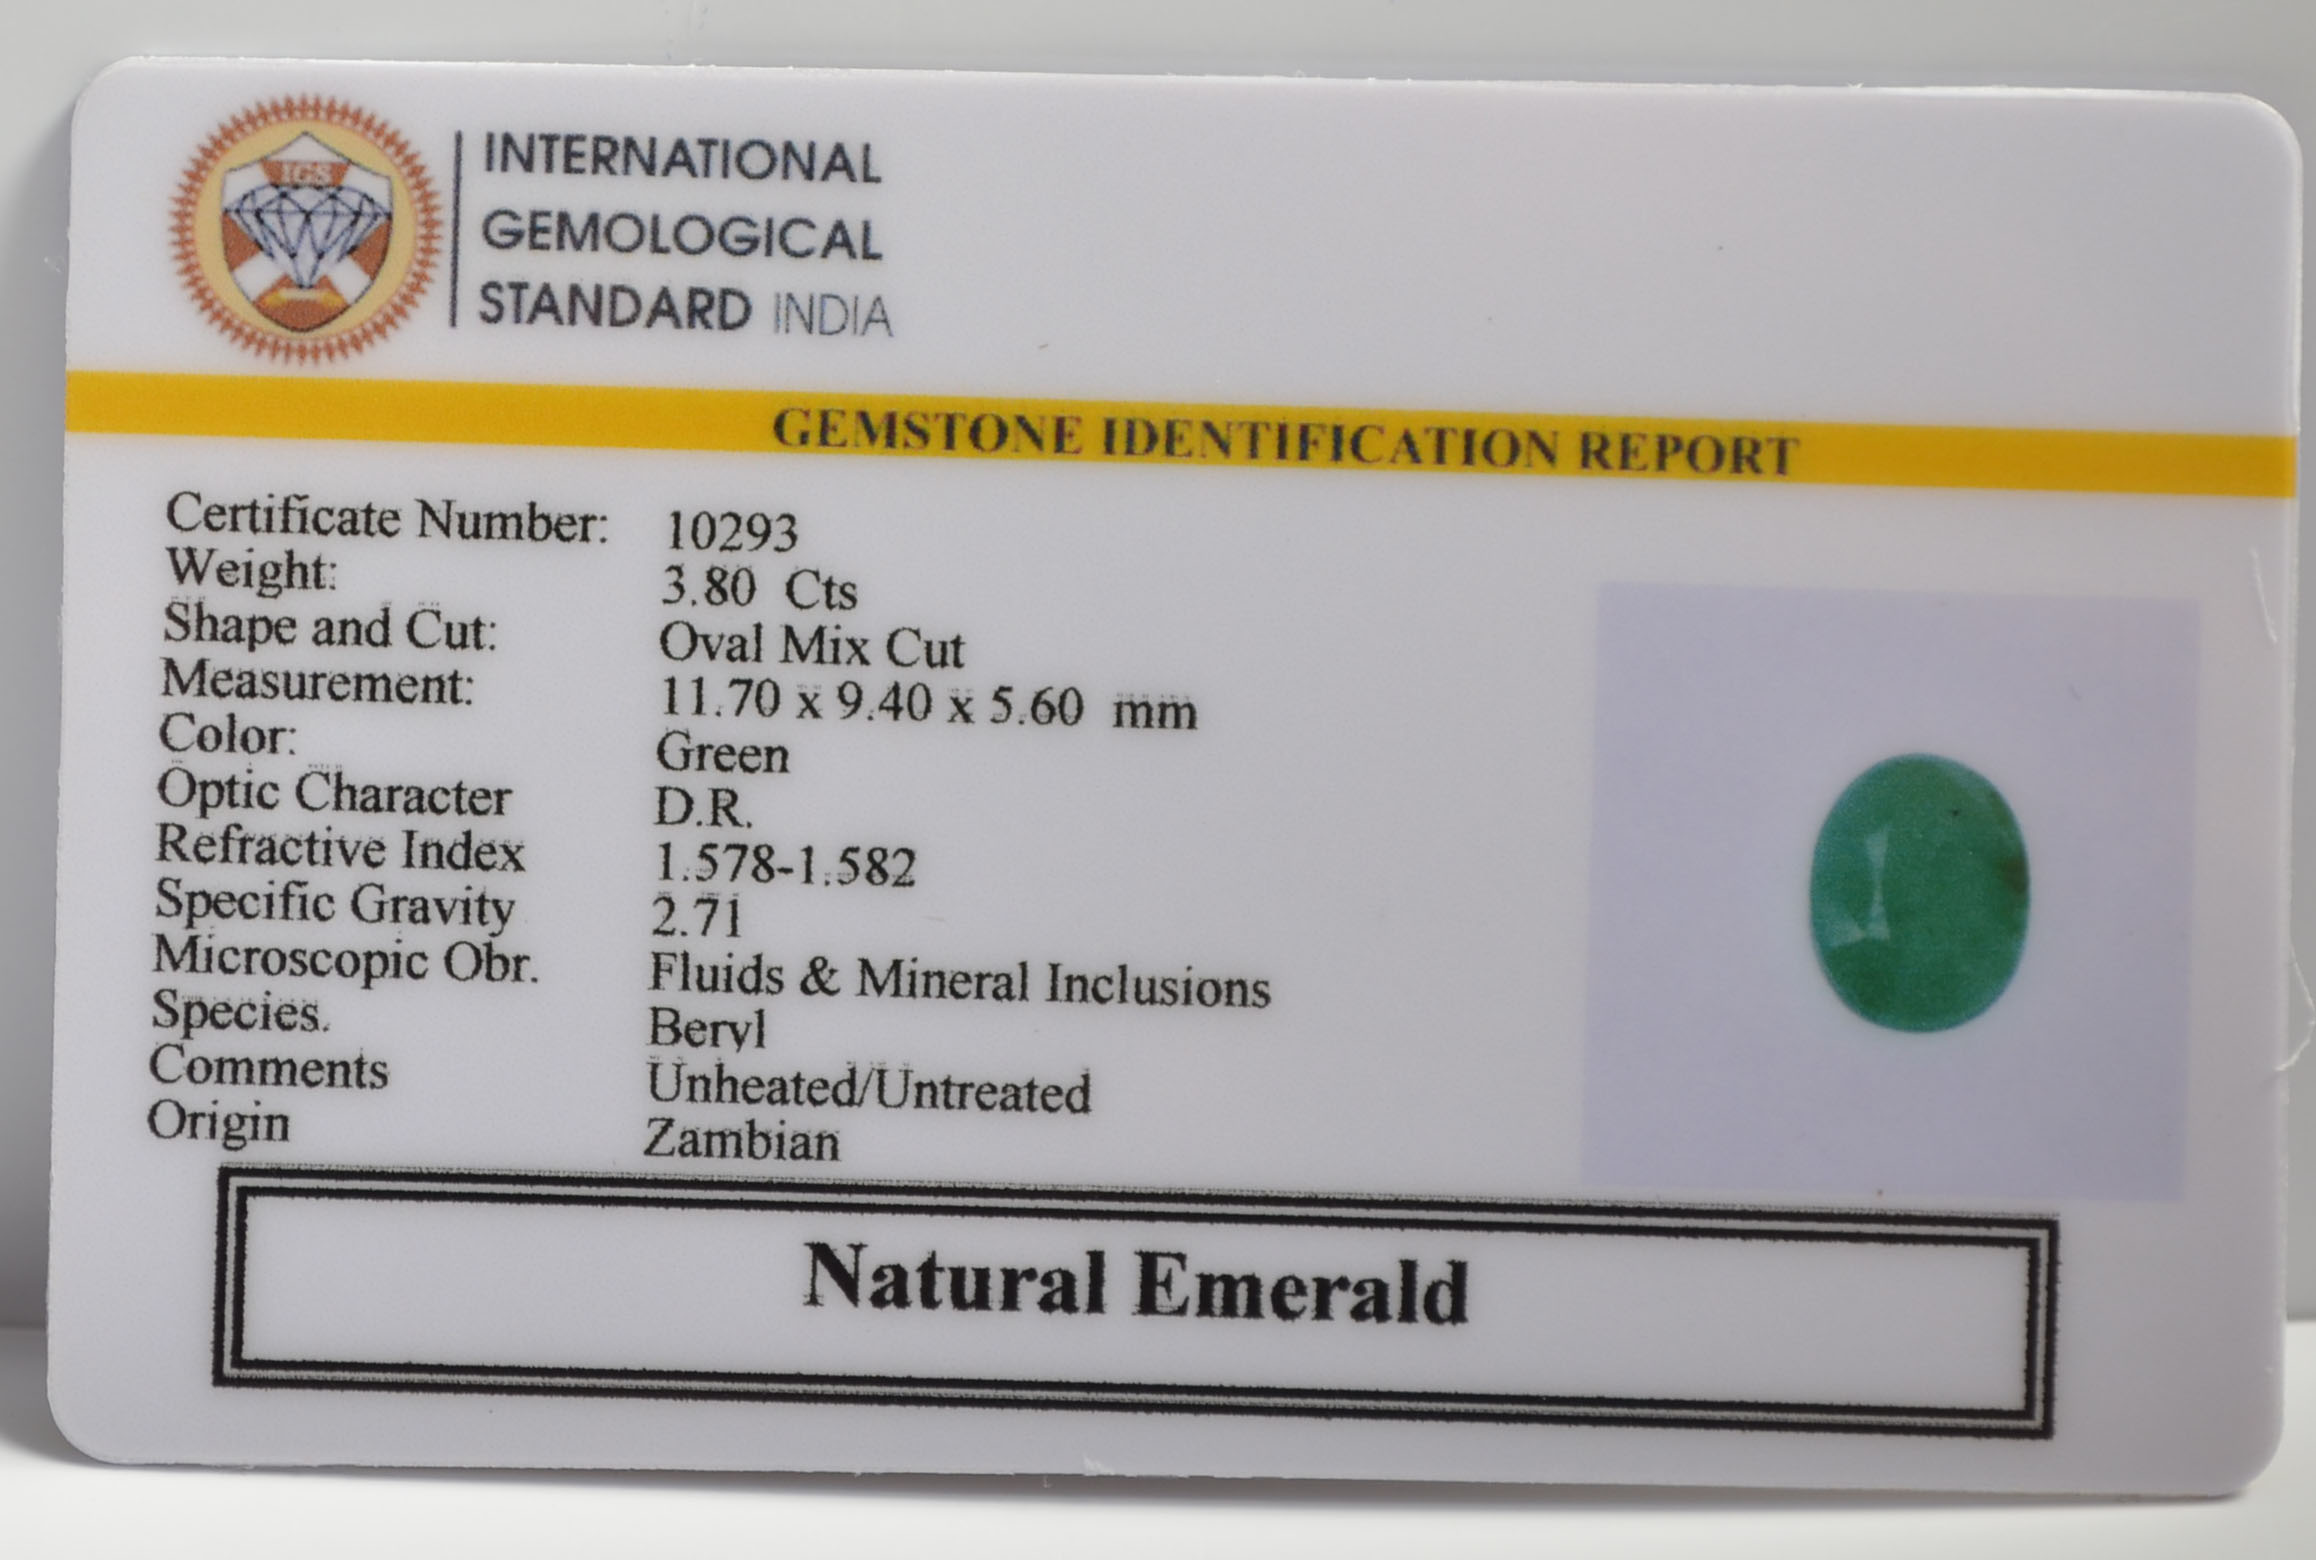 IGS
INTERNATIONAL
GEMOLOGICAL
STANDARD INDIA
GEMSTONE IDENTIFICATION REPORT
Certificate Number: 10293
Weight: 3.80 Cts
Shape and Cut: Oval Mix Cut
Measurement: 11.70 x 9.40 x 5.60 mm
Color: Green
Optic Character D.R.
Refractive Index 1.578-1.582
Specific Gravity 2.71
Microscopic Obr. Fluids & Mineral Inclusions
Species. Beryl
Comments Unheated/Untreated
Origin Zambian
Natural Emerald